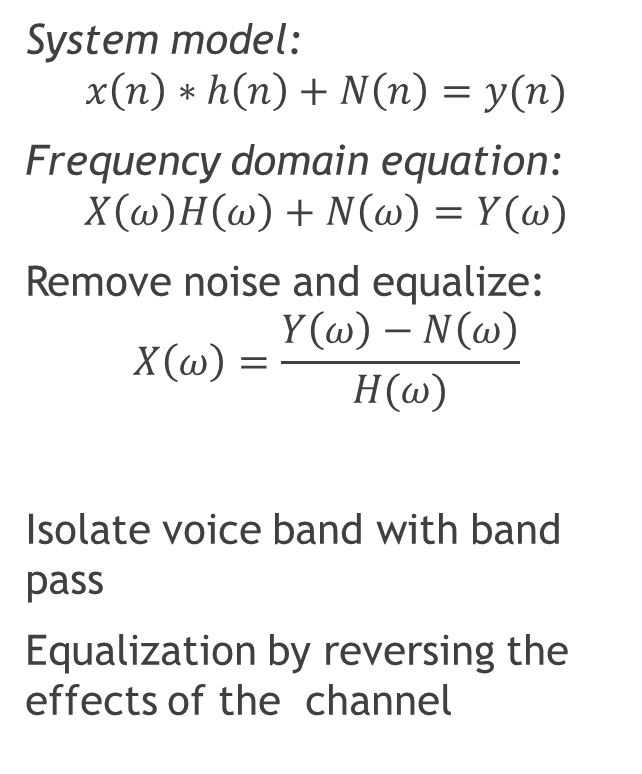 System model:
x(n) * h(n) + N(n) = y(n)
Frequency domain equation:
X(ω)H(ω) + N(ω) = Y(ω)
Remove noise and equalize:
X(ω) = \frac{Y(ω) − N(ω)}{H(ω)}
Isolate voice band with band
pass
Equalization by reversing the
effects of the channel